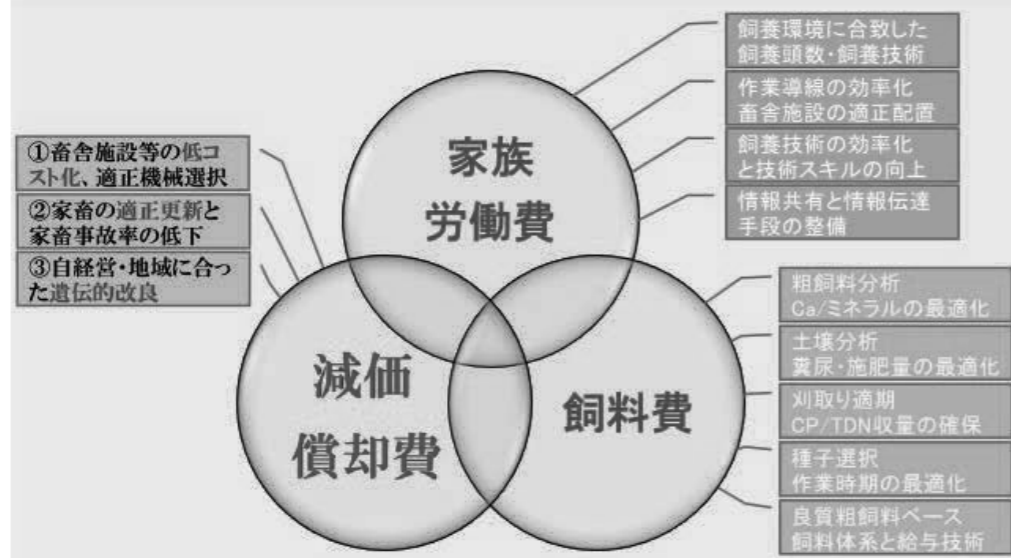 飼養環境に合致した
飼養頭数・飼養技術
作業導線の効率化
畜舎施設の適正配置
飼養技術の効率化
と技術スキルの向上
情報共有と情報伝達
手段の整備
家族
労働費
①畜舎施設等の低コ
スト化、適正機械選択
②家畜の適正更新と
家畜事故率の低下
③自経営・地域に合っ
た遺伝的改良
減価
償却費
飼料費
粗飼料分析
Ca/ミネラルの最適化
土壌分析
糞尿・施肥量の最適化
刈取り適期
CP/TDN収量の確保
種子選択
作業時期の最適化
良質粗飼料ベース
飼料体系と給与技術